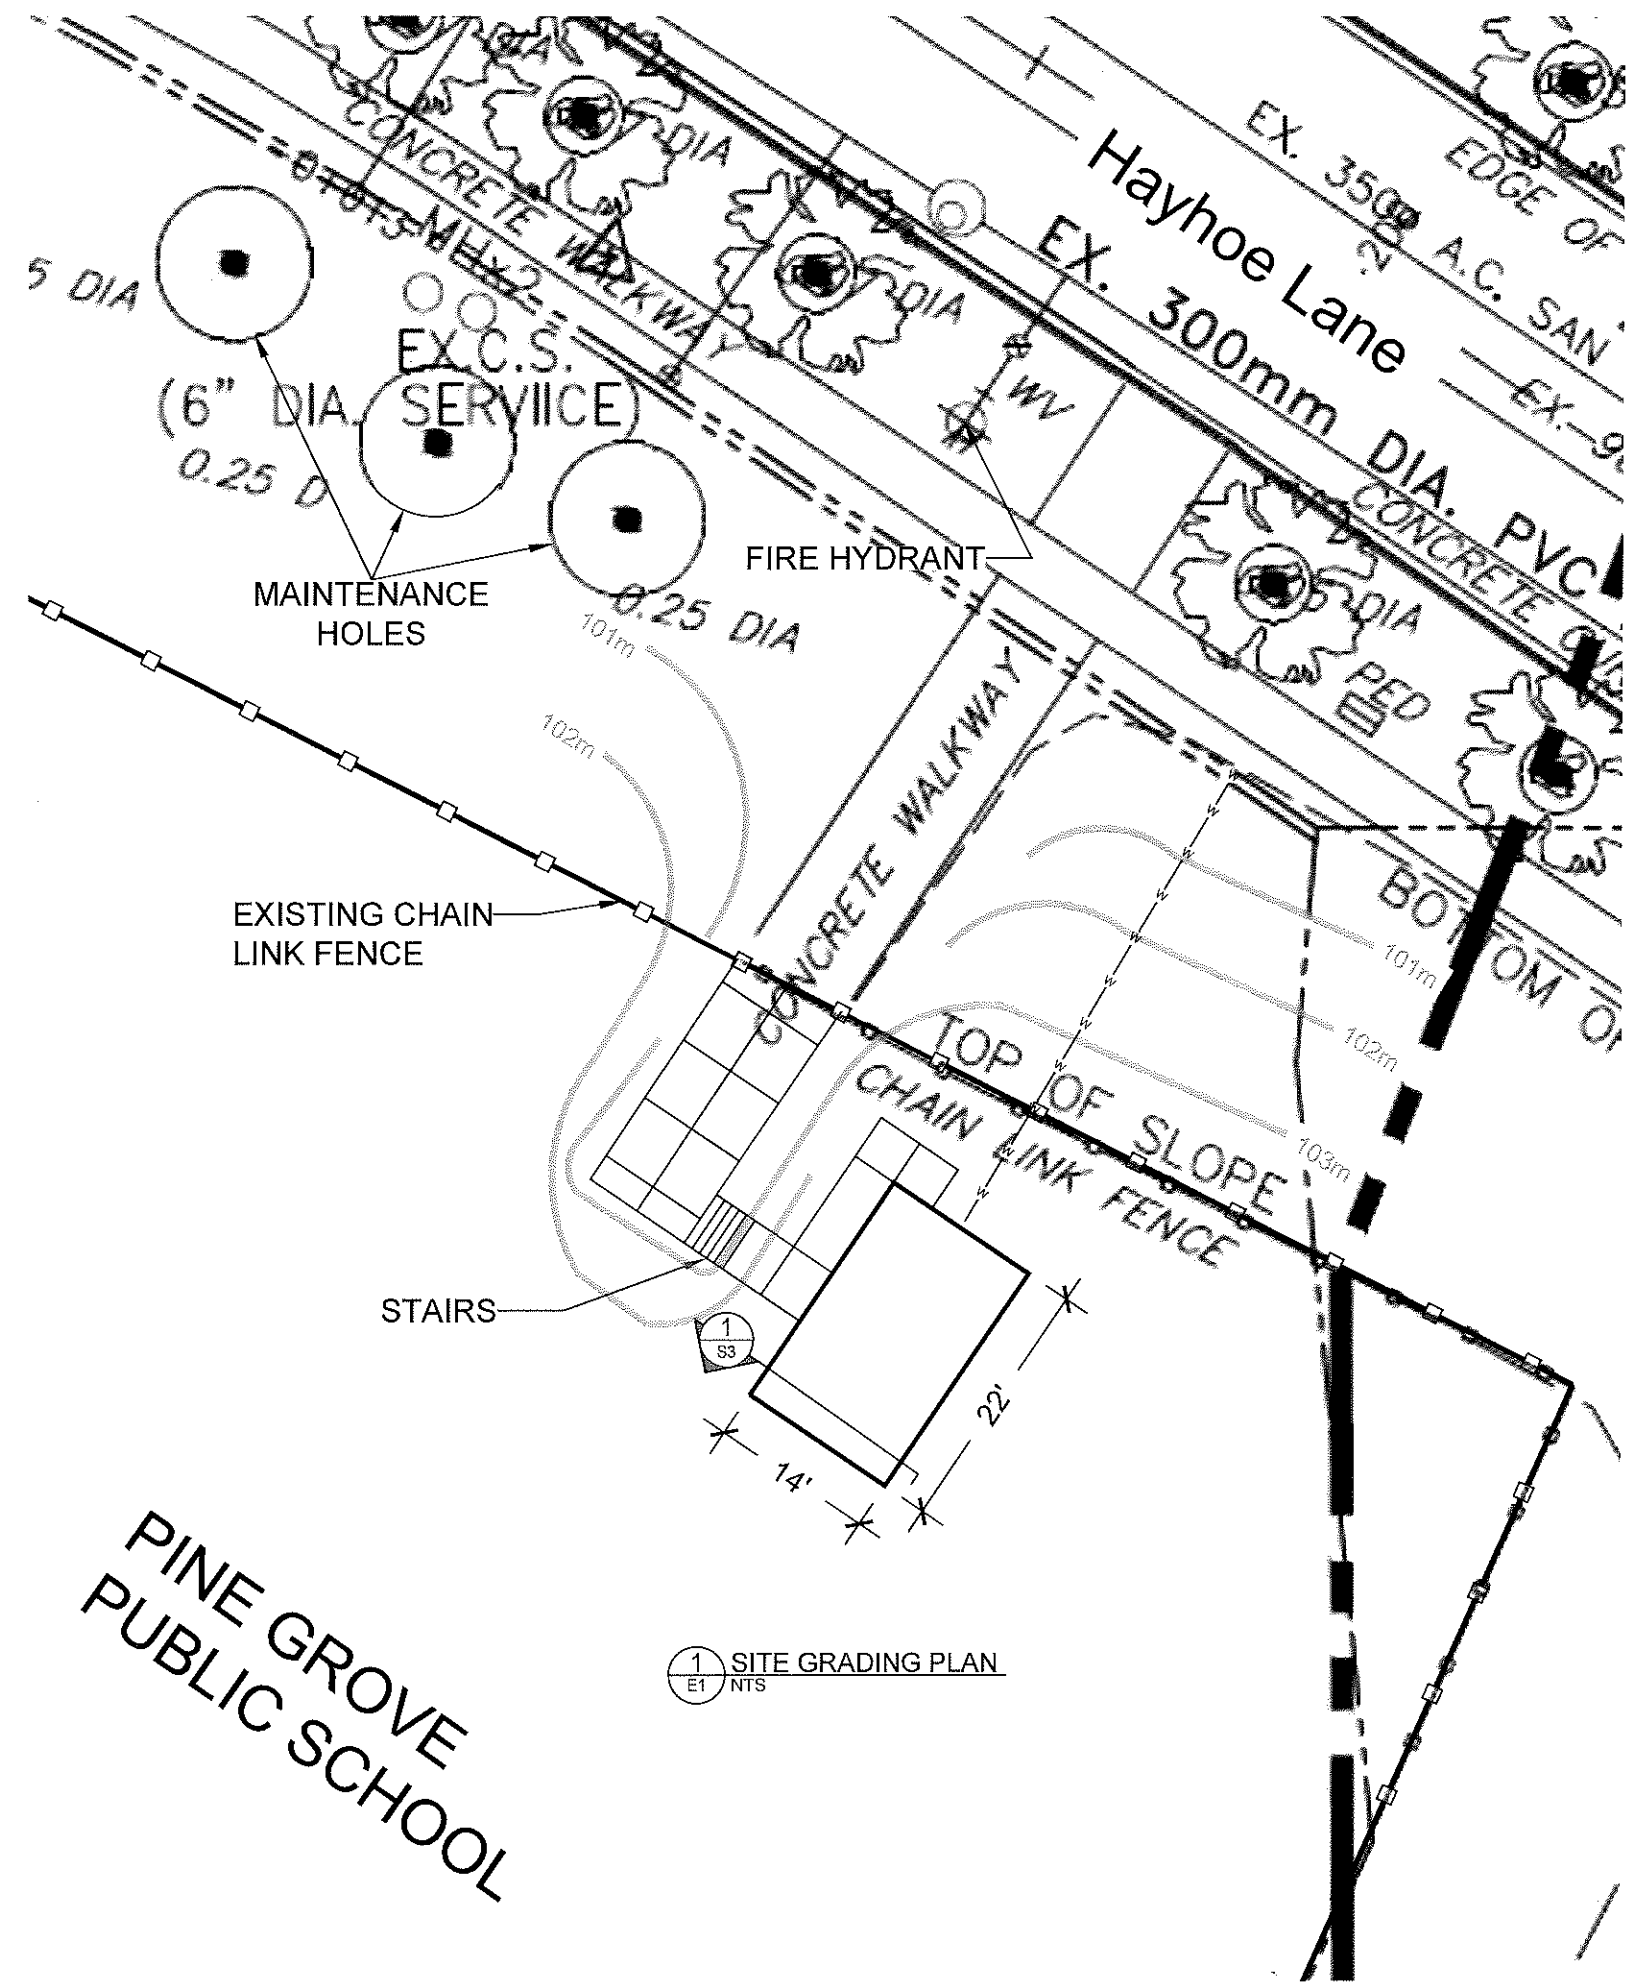 DIA
DIA
CONCRETE WALKWAY
Hayhoe Lane
EX. 350
A.C. SAN
EDGE OF
5 DIA
DIA
EX. 300mm DIA. PVC
EX.C.S.
(6" DIA. SERVIICE)
0.25 D
WV
FIRE HYDRANT
MAINTENANCE
HOLES
0.25 DIA
CONCRETE
DIA
PED
101m
102m
CONCRETE WALKWAY
EXISTING CHAIN
LINK FENCE
BOTTOM
101m
102m
103m
TOP OF SLOPE
CHAIN LINK FENCE
W
W
W
W
W
W
W
W
W
W
STAIRS
1
S3
22'
14'
PINE GROVE
PUBLIC SCHOOL
1
E1
SITE GRADING PLAN
NTS